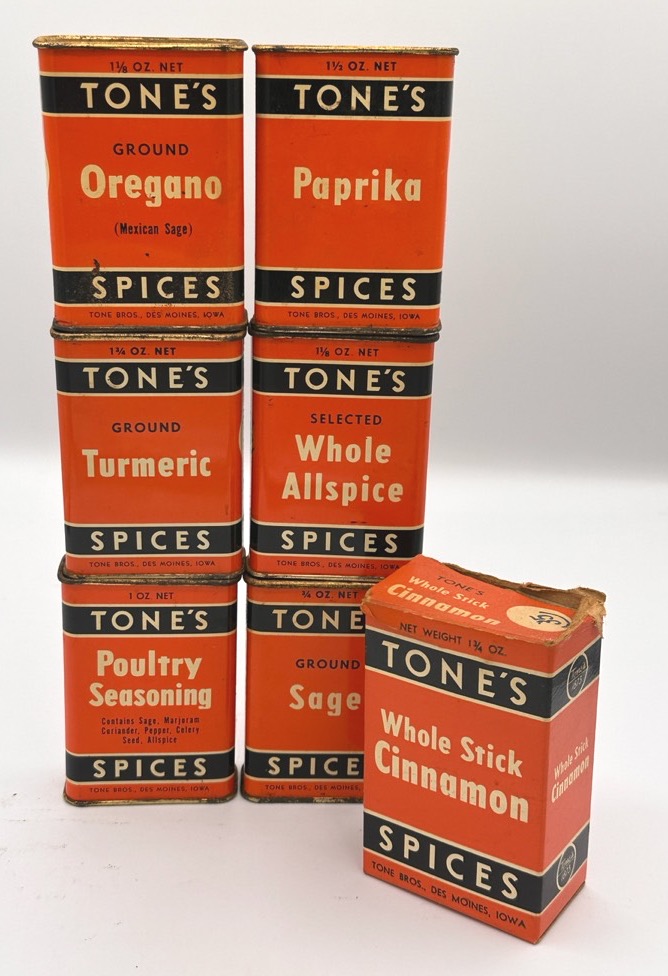 1⅛ OZ. NET
TONE'S
GROUND
Oregano
(Mexican Sage)
SPICES
TONE BROS., DES MOINES, IOWA
1½ OZ. NET
TONE'S
Paprika
SPICES
TONE BROS., DES MOINES, IOWA
1¾ OZ. NET
TONE'S
GROUND
Turmeric
SPICES
TONE BROS., DES MOINES, IOWA
1⅛ OZ. NET
TONE'S
SELECTED
Whole
Allspice
SPICES
TONE BROS., DES MOINES, IOWA
1 OZ NET
TONE'S
Poultry
Seasoning
Contains Sage, Marjoram
Coriander, Pepper, Celery
Seed, Allspice
SPICES
TONE BROS., DES MOINES, IOWA
¾ OZ. NET
TONE
GROUND
Sage
SPICES
TONE BROS., DES MOINES,
TONE'S
Whole Stick
Cinnamon
NET WEIGHT 1¾ OZ.
TONE'S
Whole Stick
Cinnamon
SPICES
TONE BROS., DES MOINES, IOWA
Whole Stick
Cinnamon